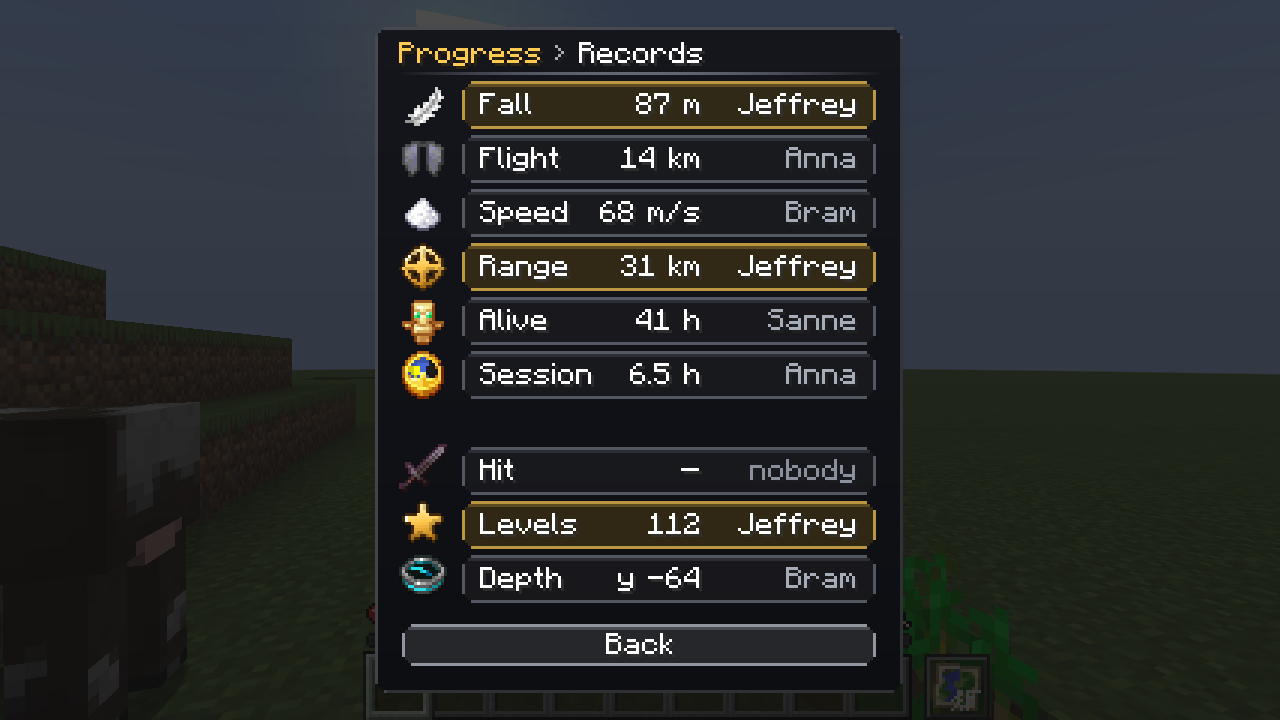 Progress > Records
Fall 87 m Jeffrey
Flight 14 km Anna
Speed 68 m/s Bram
Range 31 km Jeffrey
Alive 41 h Sanne
Session 6.5 h Anna
Hit — nobody
Levels 112 Jeffrey
Depth y -64 Bram
Back